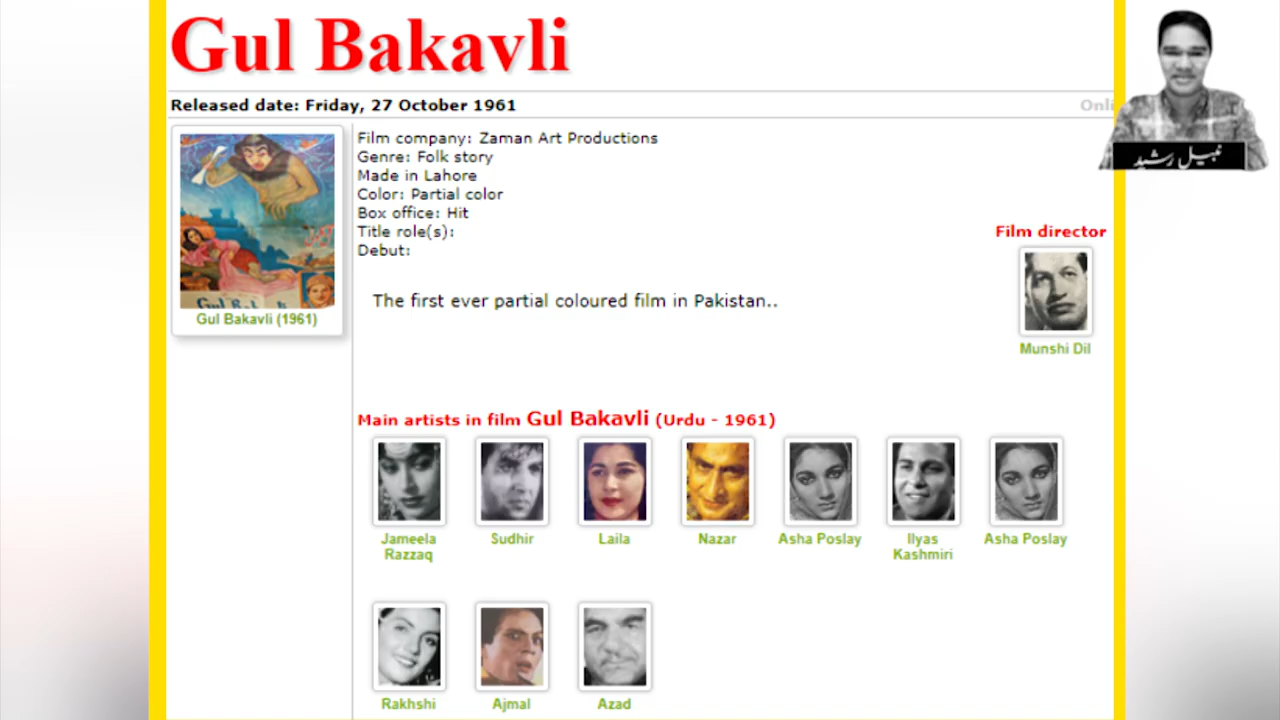 Gul Bakavli
Released date: Friday, 27 October 1961
Onli
نبیل رشید
Film company: Zaman Art Productions
Genre: Folk story
Made in Lahore
Color: Partial color
Box office: Hit
Title role(s):
Debut:
Film director
The first ever partial coloured film in Pakistan..
Gul Bakavli (1961)
Munshi Dil
Main artists in film Gul Bakavli (Urdu - 1961)
Jameela Razzaq
Sudhir
Laila
Nazar
Asha Poslay
Ilyas Kashmiri
Asha Poslay
Rakhshi
Ajmal
Azad